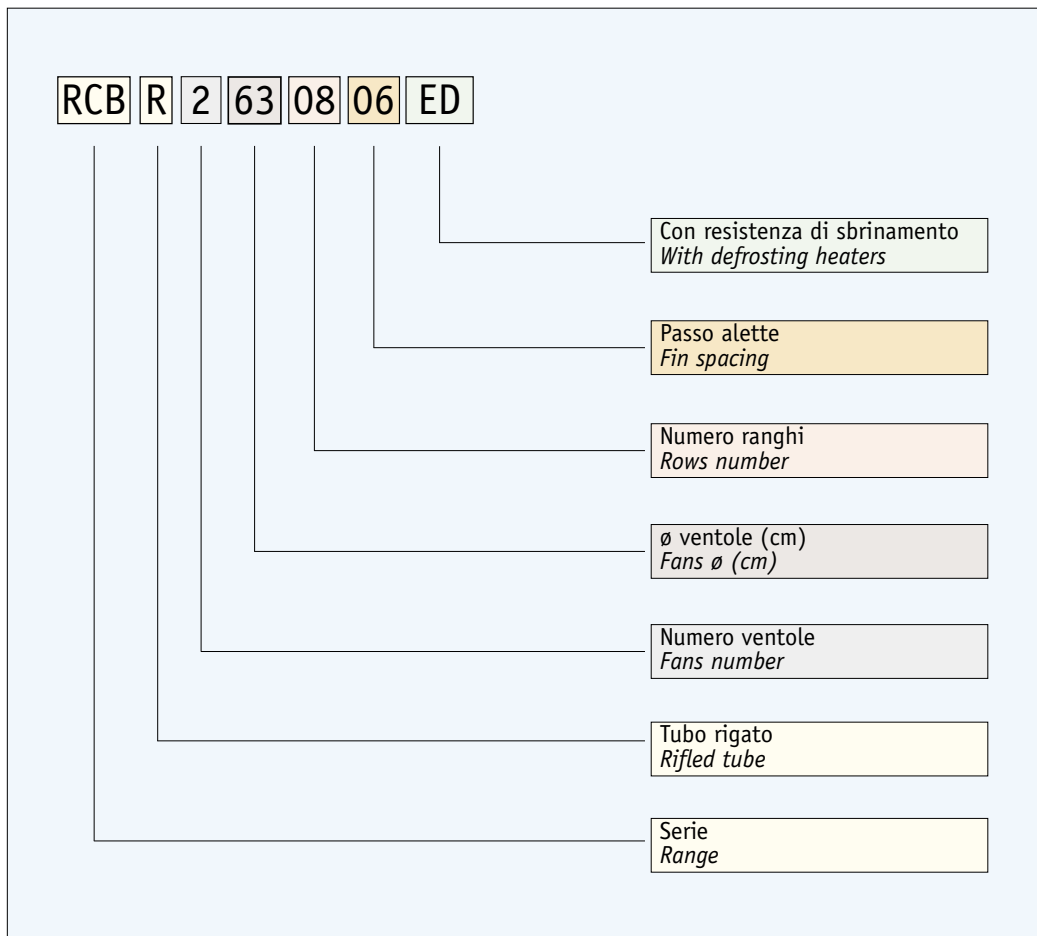 RCB R 2 63 08 06 ED
Con resistenza di sbrinamento
With defrosting heaters
Passo alette
Fin spacing
Numero ranghi
Rows number
ø ventole (cm)
Fans ø (cm)
Numero ventole
Fans number
Tubo rigato
Rifled tube
Serie
Range